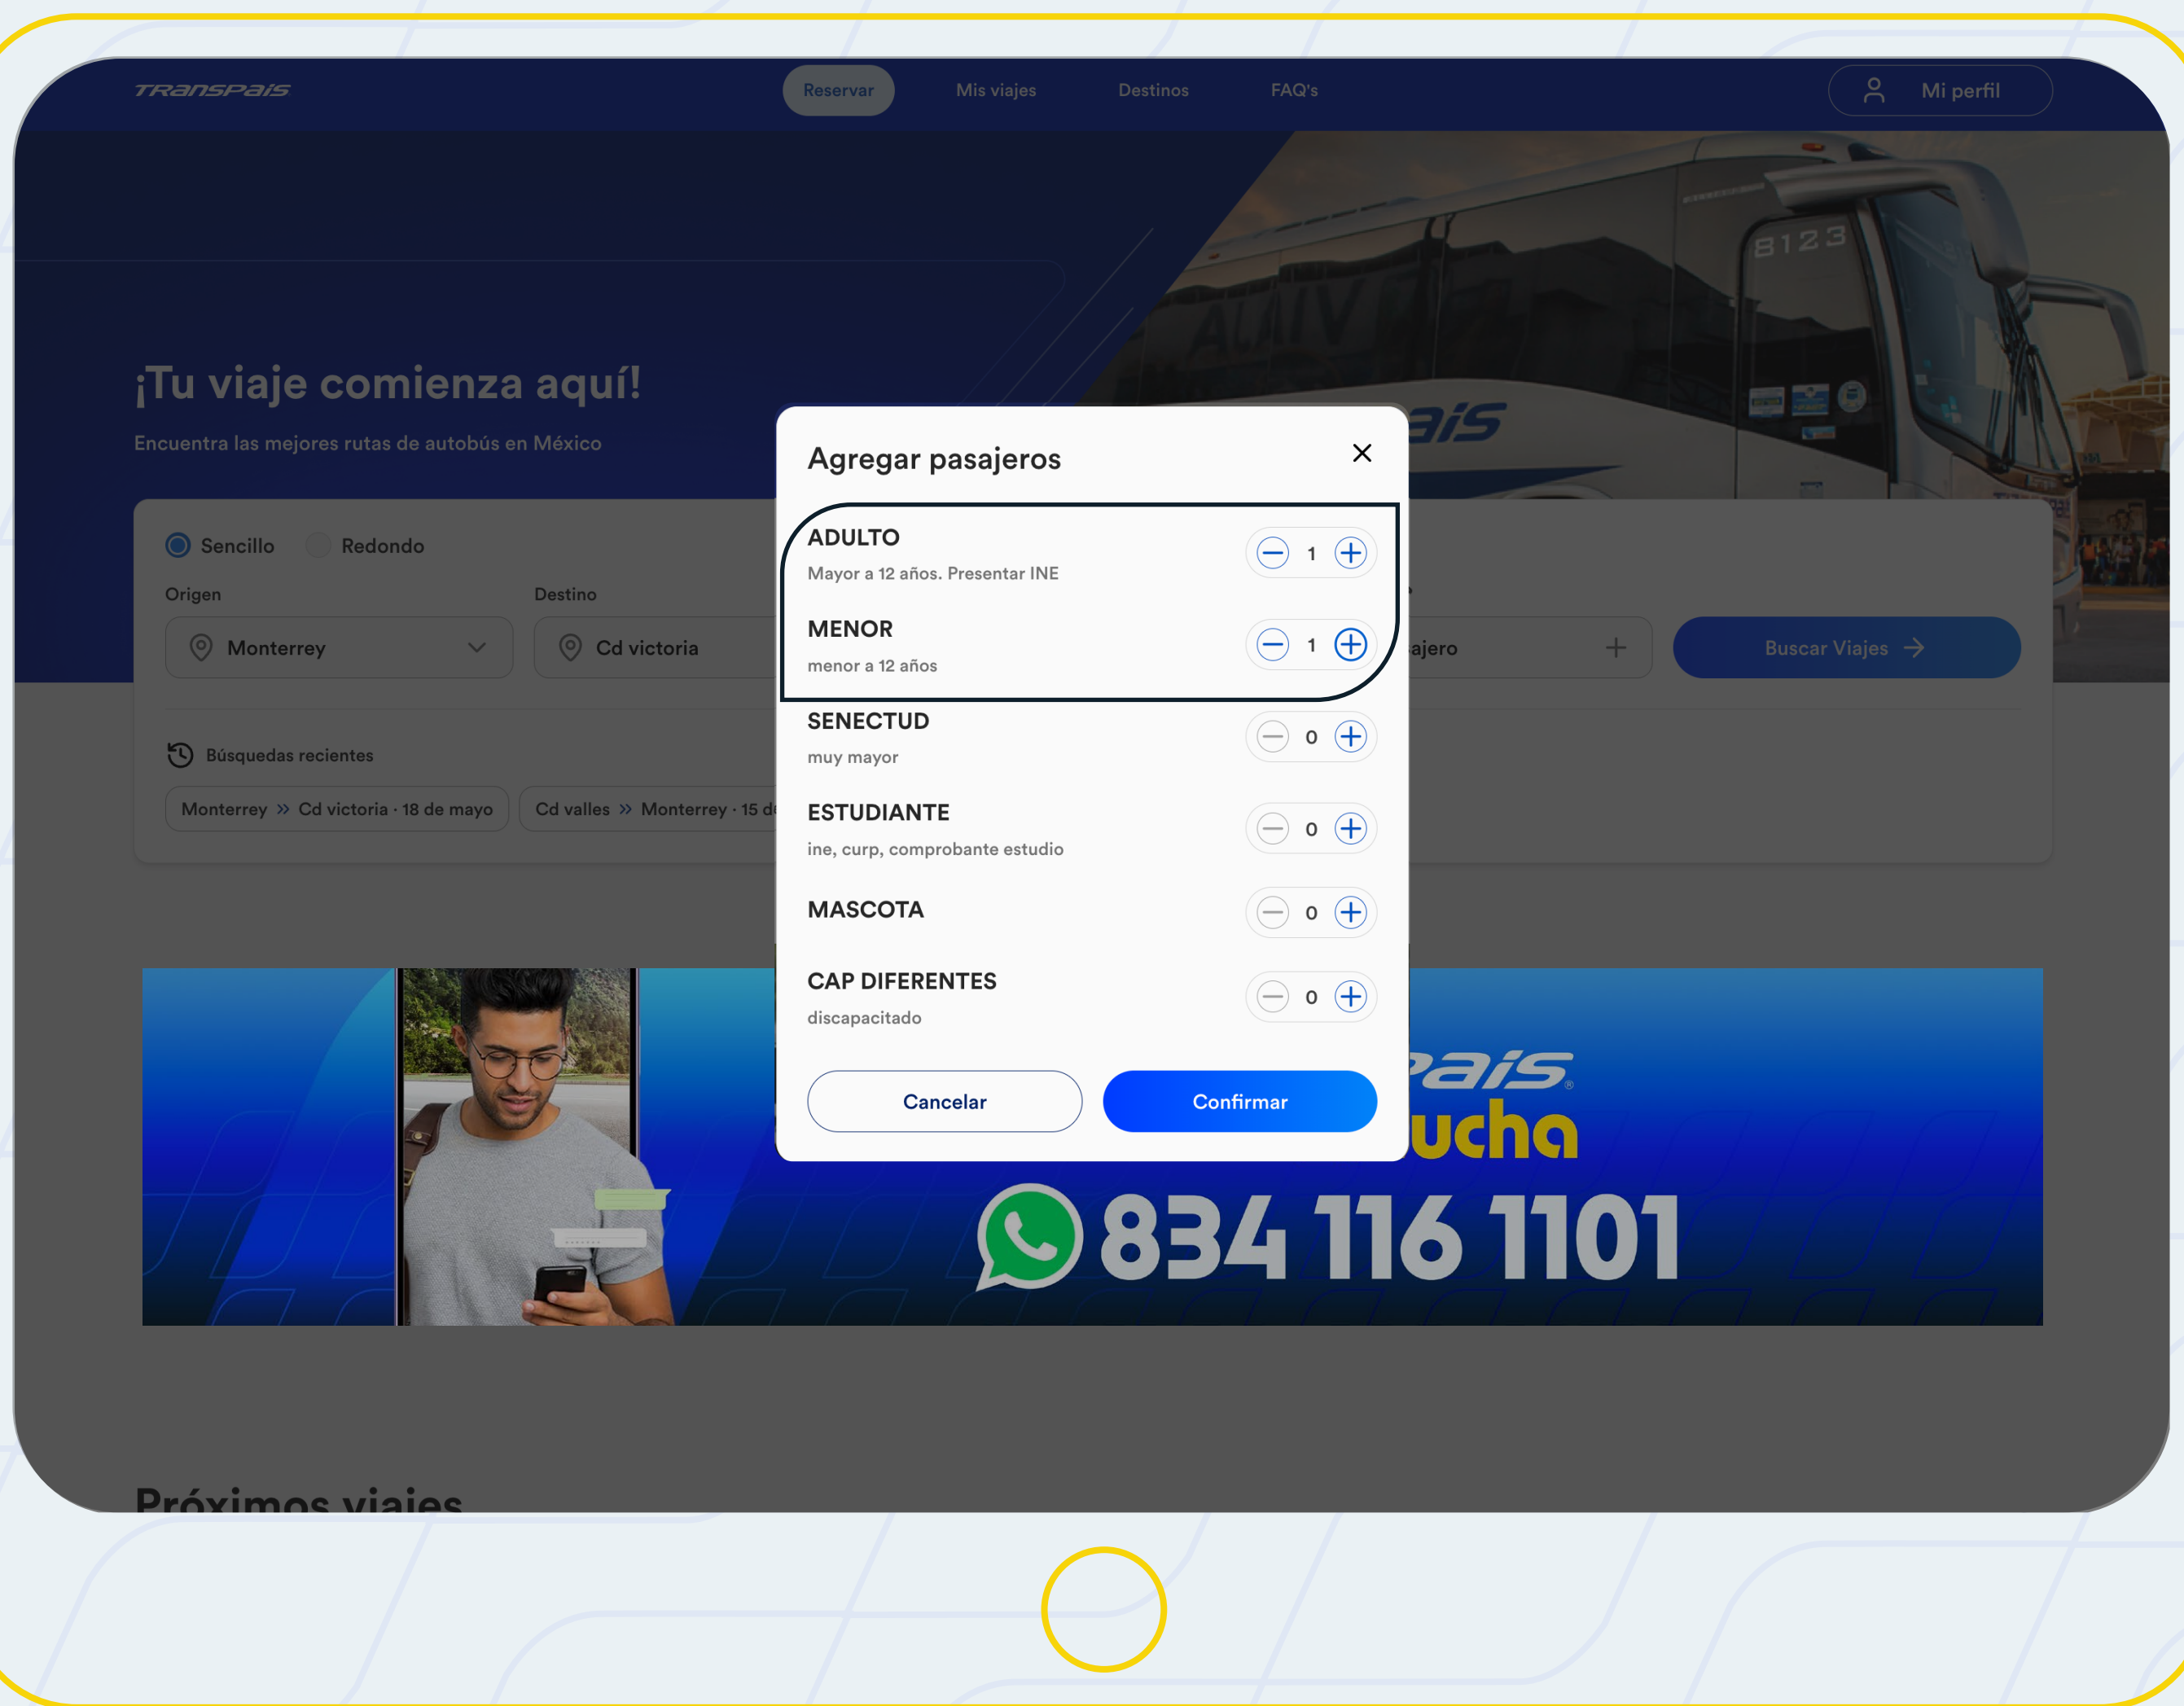 TRANSPAIS
Reservar
Mis viajes
Destinos
FAQ's
Mi perfil
8123
¡Tu viaje comienza aquí!
Encuentra las mejores rutas de autobús en México
ais
Sencillo
Redondo
Origen
Destino
Monterrey
Cd victoria
ajero
Buscar Viajes
Búsquedas recientes
Monterrey » Cd victoria · 18 de mayo
Cd valles » Monterrey · 15 d
Agregar pasajeros
ADULTO
Mayor a 12 años. Presentar INE
1
MENOR
menor a 12 años
1
SENECTUD
muy mayor
0
ESTUDIANTE
ine, curp, comprobante estudio
0
MASCOTA
0
CAP DIFERENTES
discapacitado
0
Cancelar
Confirmar
país®
ucha
834 116 1101
Próximos viajes